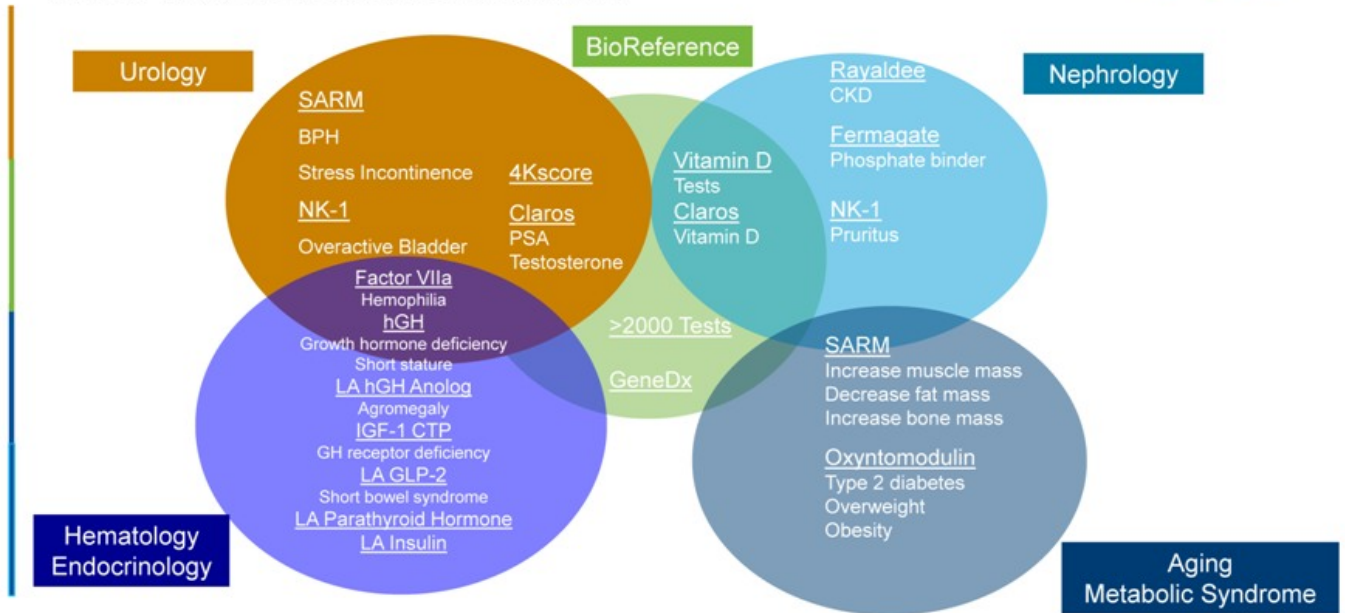 Urology
BioReference
Nephrology
SARM
BPH
Stress Incontinence
NK-1
Overactive Bladder
4Kscore
Claros
PSA
Testosterone
Vitamin D
Tests
Claros
Vitamin D
Rayaldee
CKD
Fermagate
Phosphate binder
NK-1
Pruritus
Factor VIIa
Hemophilia
hGH
Growth hormone deficiency
Short stature
LA hGH Anolog
Agromegaly
IGF-1 CTP
GH receptor deficiency
LA GLP-2
Short bowel syndrome
LA Parathyroid Hormone
LA Insulin
>2000 Tests
GeneDx
SARM
Increase muscle mass
Decrease fat mass
Increase bone mass
Oxyntomodulin
Type 2 diabetes
Overweight
Obesity
Hematology
Endocrinology
Aging
Metabolic Syndrome